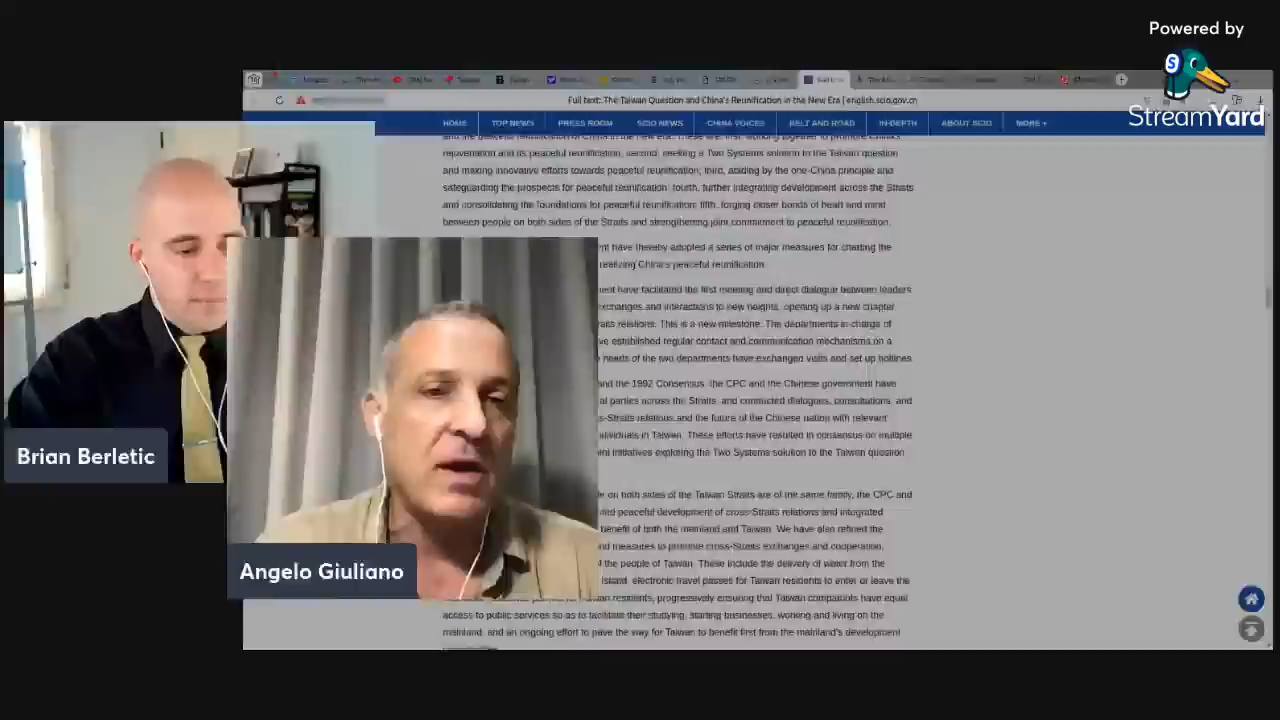 Powered by
StreamYard
Full text: The Taiwan Question and China's Reunification in the New Era | english.scio.gov.cn
HOME TOP NEWS PRESS ROOM SCIO NEWS CHINA VOICES BELT AND ROAD IN-DEPTH ABOUT SCIO MORE +
rejuvenation and its peaceful reunification; second, seeking a Two Systems solution to the Taiwan question
and making innovative efforts towards peaceful reunification; third, abiding by the one-China principle and
safeguarding the prospects for peaceful reunification; fourth, further integrating development across the Straits
and consolidating the foundations for peaceful reunification; fifth, forging closer bonds of heart and mind
between people on both sides of the Straits and strengthening joint commitment to peaceful reunification.
have thereby adopted a series of major measures for charting the
realizing China's peaceful reunification.
have facilitated the first meeting and direct dialogue between leaders
exchanges and interactions to new heights, opening up a new chapter
relations. This is a new milestone. The departments in charge of
established regular contact and communication mechanisms on a
heads of the two departments have exchanged visits and set up hotlines
and the 1992 Consensus, the CPC and the Chinese government have
parties across the Straits, and conducted dialogues, consultations, and
relations and the future of the Chinese nation with relevant
in Taiwan. These efforts have resulted in consensus on multiple
initiatives exploring the Two Systems solution to the Taiwan question
on both sides of the Taiwan Straits are of the same family, the CPC and
peaceful development of cross-Straits relations and integrated
benefit of both the mainland and Taiwan. We have also refined the
measures to promote cross-Straits exchanges and cooperation,
the people of Taiwan. These include the delivery of water from the
island, electronic travel passes for Taiwan residents to enter or leave the
residents, progressively ensuring that Taiwan compatriots have equal
access to public services so as to facilitate their studying, starting businesses, working and living on the
mainland, and an ongoing effort to pave the way for Taiwan to benefit first from the mainland's development
Brian Berletic
Angelo Giuliano